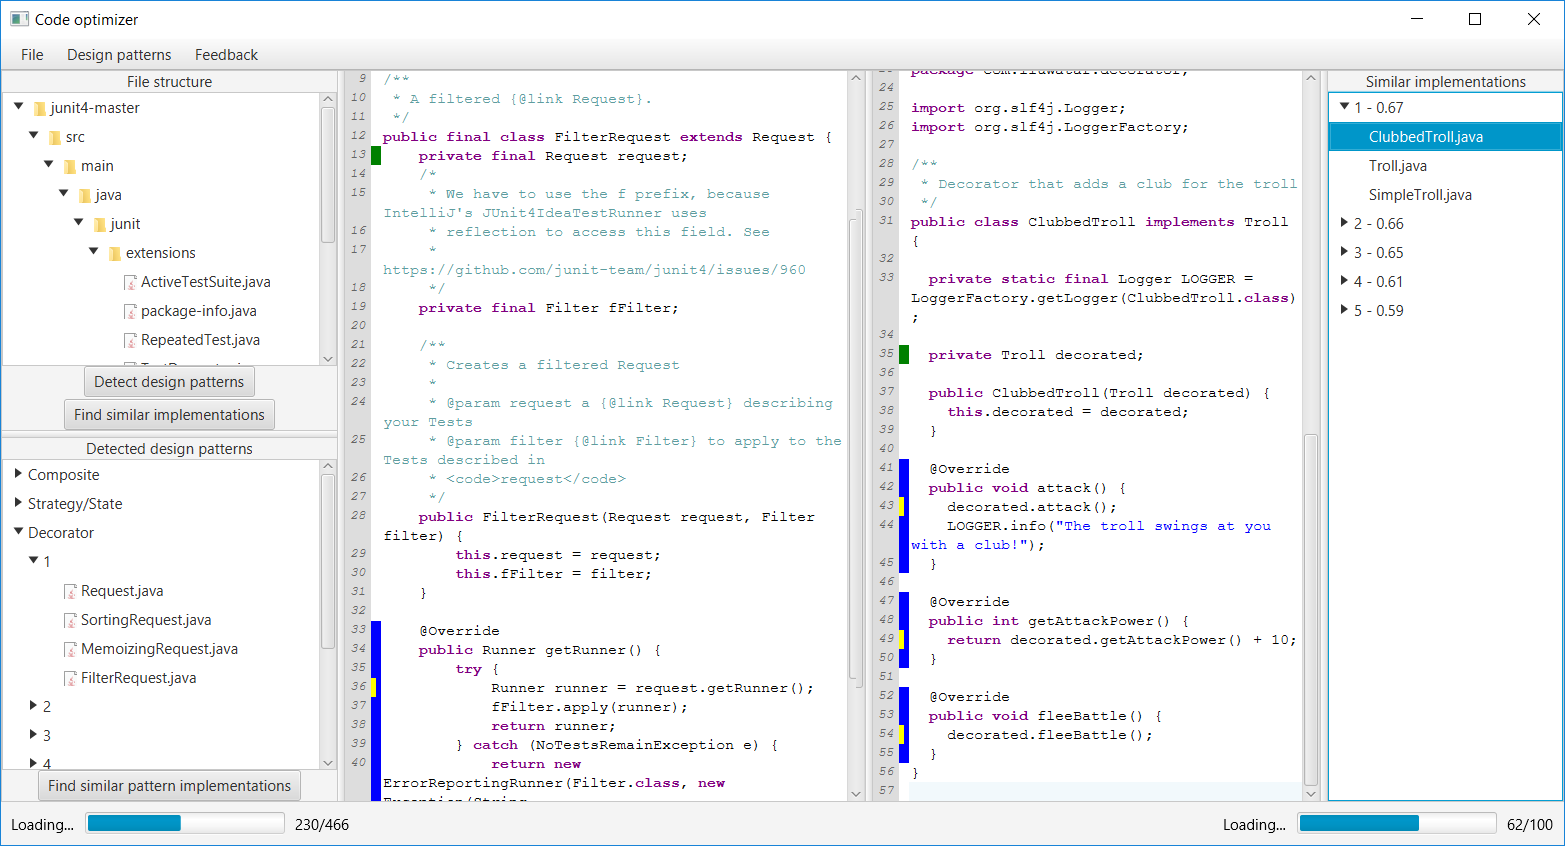 Code optimizer
File Design patterns Feedback
File structure
junit4-master
src
main
java
junit
extensions
ActiveTestSuite.java
package-info.java
RepeatedTest.java
Detect design patterns
Find similar implementations
Detected design patterns
Composite
Strategy/State
Decorator
1
Request.java
SortingRequest.java
MemoizingRequest.java
FilterRequest.java
2
3
4
Find similar pattern implementations
9 /**
10 * A filtered {@link Request}.
11 */
12 public final class FilterRequest extends Request {
13 private final Request request;
14 /*
15 * We have to use the f prefix, because
IntelliJ's JUnit4IdeaTestRunner uses
16 * reflection to access this field. See
17 *
https://github.com/junit-team/junit4/issues/960
18 */
19 private final Filter fFilter;
20
21 /**
22 * Creates a filtered Request
23 *
24 * @param request a {@link Request} describing
your Tests
25 * @param filter {@link Filter} to apply to the
Tests described in
26 * <code>request</code>
27 */
28 public FilterRequest(Request request, Filter
filter) {
29 this.request = request;
30 this.fFilter = filter;
31 }
32
33 @Override
34 public Runner getRunner() {
35 try {
36 Runner runner = request.getRunner();
37 fFilter.apply(runner);
38 return runner;
39 } catch (NoTestsRemainException e) {
40 return new
ErrorReportingRunner(Filter.class, new
Exception(String
package com.iluwatar.decorator;
24
25 import org.slf4j.Logger;
26 import org.slf4j.LoggerFactory;
27
28 /**
29 * Decorator that adds a club for the troll
30 */
31 public class ClubbedTroll implements Troll
{
32
33 private static final Logger LOGGER =
LoggerFactory.getLogger(ClubbedTroll.class)
;
34
35 private Troll decorated;
36
37 public ClubbedTroll(Troll decorated) {
38 this.decorated = decorated;
39 }
40
41 @Override
42 public void attack() {
43 decorated.attack();
44 LOGGER.info("The troll swings at you
with a club!");
45 }
46
47 @Override
48 public int getAttackPower() {
49 return decorated.getAttackPower() + 10;
50 }
51
52 @Override
53 public void fleeBattle() {
54 decorated.fleeBattle();
55 }
56 }
57
Similar implementations
1 - 0.67
ClubbedTroll.java
Troll.java
SimpleTroll.java
2 - 0.66
3 - 0.65
4 - 0.61
5 - 0.59
Loading... 230/466
Loading... 62/100